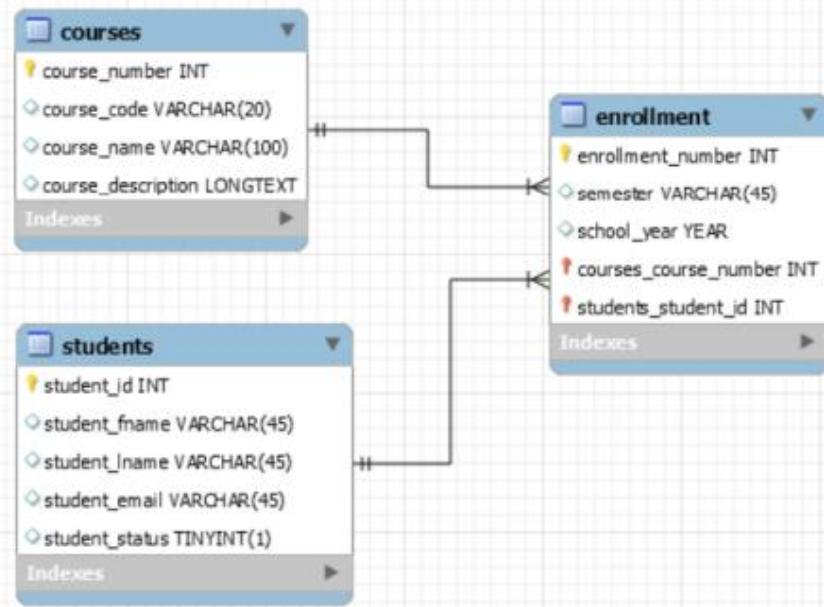 courses
course_number INT
course_code VARCHAR(20)
course_name VARCHAR(100)
course_description LONGTEXT
Indexes
enrollment
enrollment_number INT
semester VARCHAR(45)
school_year YEAR
courses_course_number INT
students_student_id INT
Indexes
students
student_id INT
student_fname VARCHAR(45)
student_lname VARCHAR(45)
student_email VARCHAR(45)
student_status TINYINT(1)
Indexes